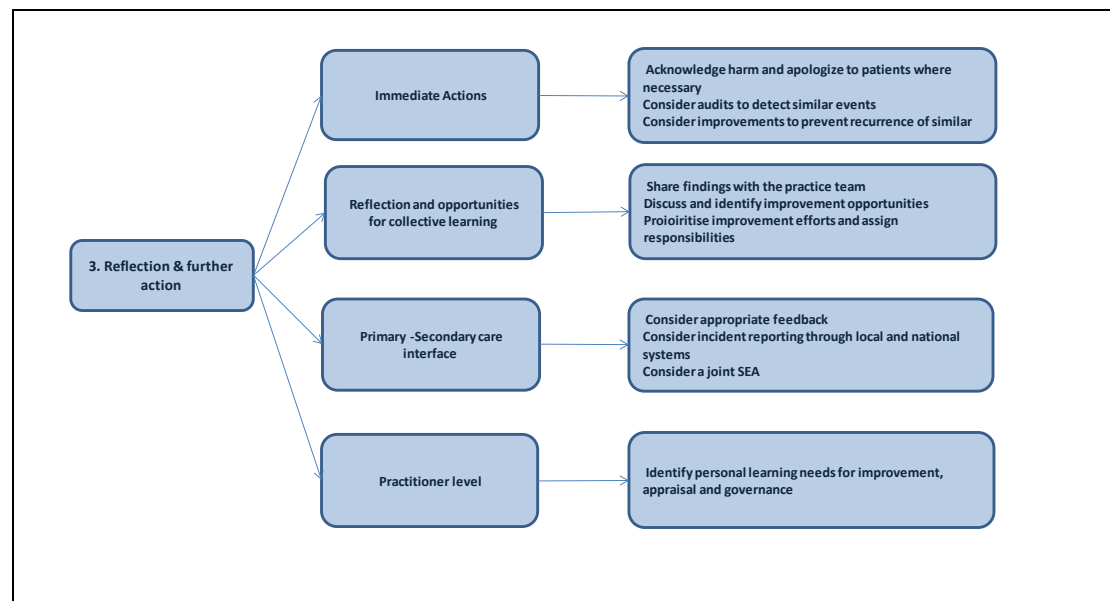 Immediate Actions
Acknowledge harm and apologize to patients where
necessary
Consider audits to detect similar events
Consider improvements to prevent recurrence of similar
Reflection and opportunities
for collective learning
Share findings with the practice team
Discuss and identify improvement opportunities
Proioiritise improvement efforts and assign
responsibilities
3. Reflection & further
action
Primary -Secondary care
interface
Consider appropriate feedback
Consider incident reporting through local and national
systems
Consider a joint SEA
Practitioner level
Identify personal learning needs for improvement,
appraisal and governance